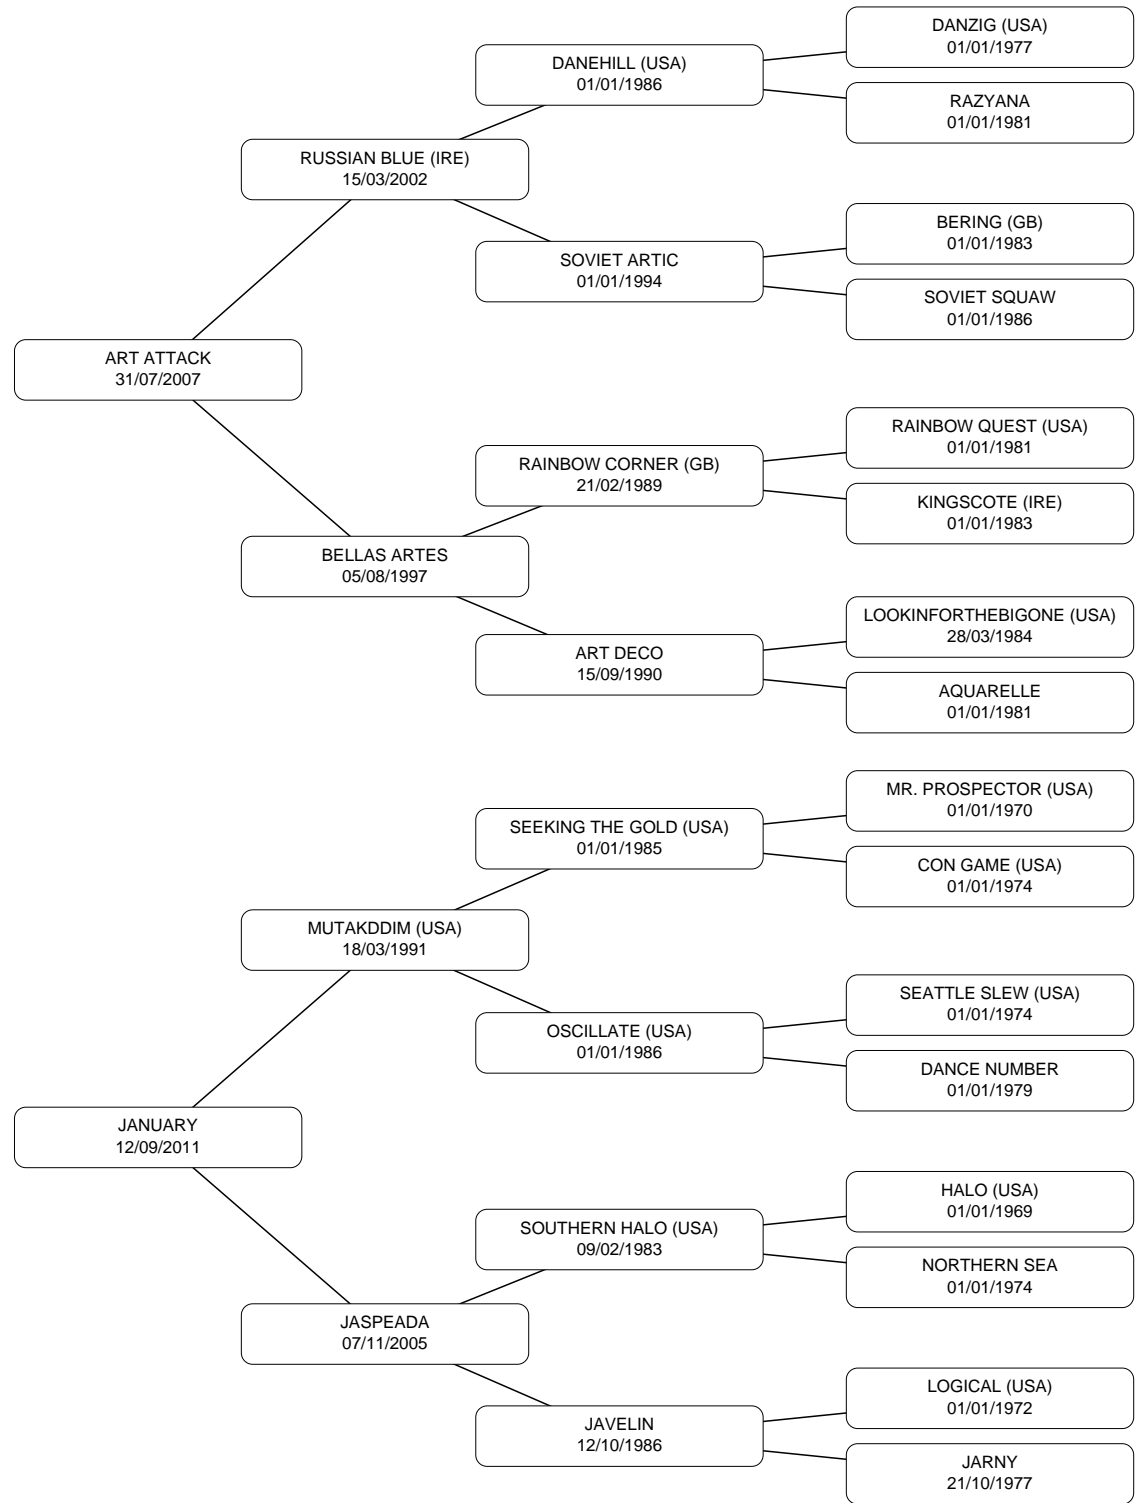 DANZIG (USA)
01/01/1977
DANEHILL (USA)
01/01/1986
RAZYANA
01/01/1981
RUSSIAN BLUE (IRE)
15/03/2002
BERING (GB)
01/01/1983
SOVIET ARTIC
01/01/1994
SOVIET SQUAW
01/01/1986
ART ATTACK
31/07/2007
RAINBOW QUEST (USA)
01/01/1981
RAINBOW CORNER (GB)
21/02/1989
KINGSCOTE (IRE)
01/01/1983
BELLAS ARTES
05/08/1997
LOOKINFORTHEBIGONE (USA)
28/03/1984
ART DECO
15/09/1990
AQUARELLE
01/01/1981
MR. PROSPECTOR (USA)
01/01/1970
SEEKING THE GOLD (USA)
01/01/1985
CON GAME (USA)
01/01/1974
MUTAKDDIM (USA)
18/03/1991
SEATTLE SLEW (USA)
01/01/1974
OSCILLATE (USA)
01/01/1986
DANCE NUMBER
01/01/1979
JANUARY
12/09/2011
HALO (USA)
01/01/1969
SOUTHERN HALO (USA)
09/02/1983
NORTHERN SEA
01/01/1974
JASPEADA
07/11/2005
LOGICAL (USA)
01/01/1972
JAVELIN
12/10/1986
JARNY
21/10/1977